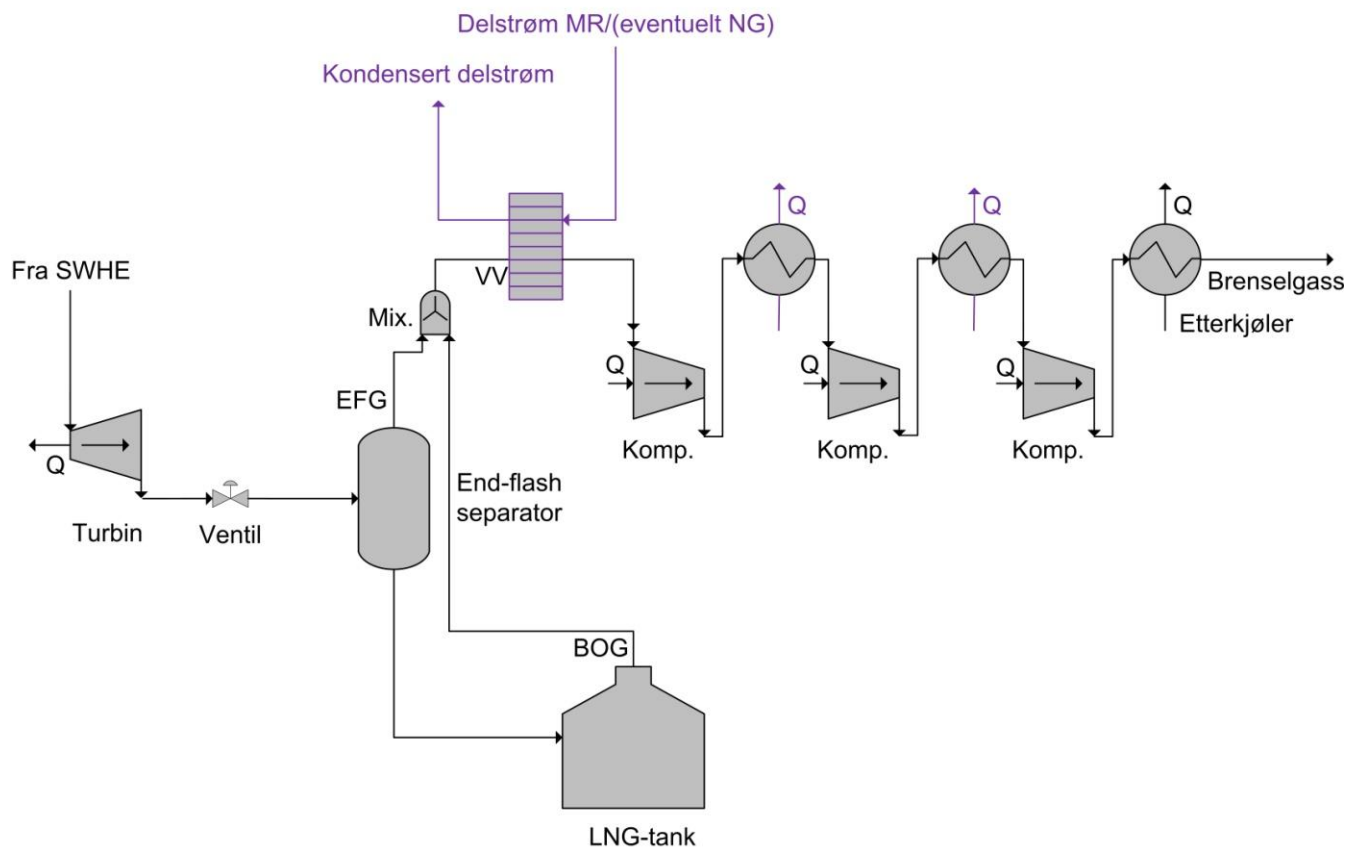 Delstrøm MR/(eventuelt NG)
Kondensert delstrøm
Q
Q
Q
Fra SWHE
VV
Brenselgass
Mix.
Etterkjøler
Q
Q
Q
EFG
Q
Komp.
Komp.
Komp.
End-flash
separator
Turbin
Ventil
BOG
LNG-tank